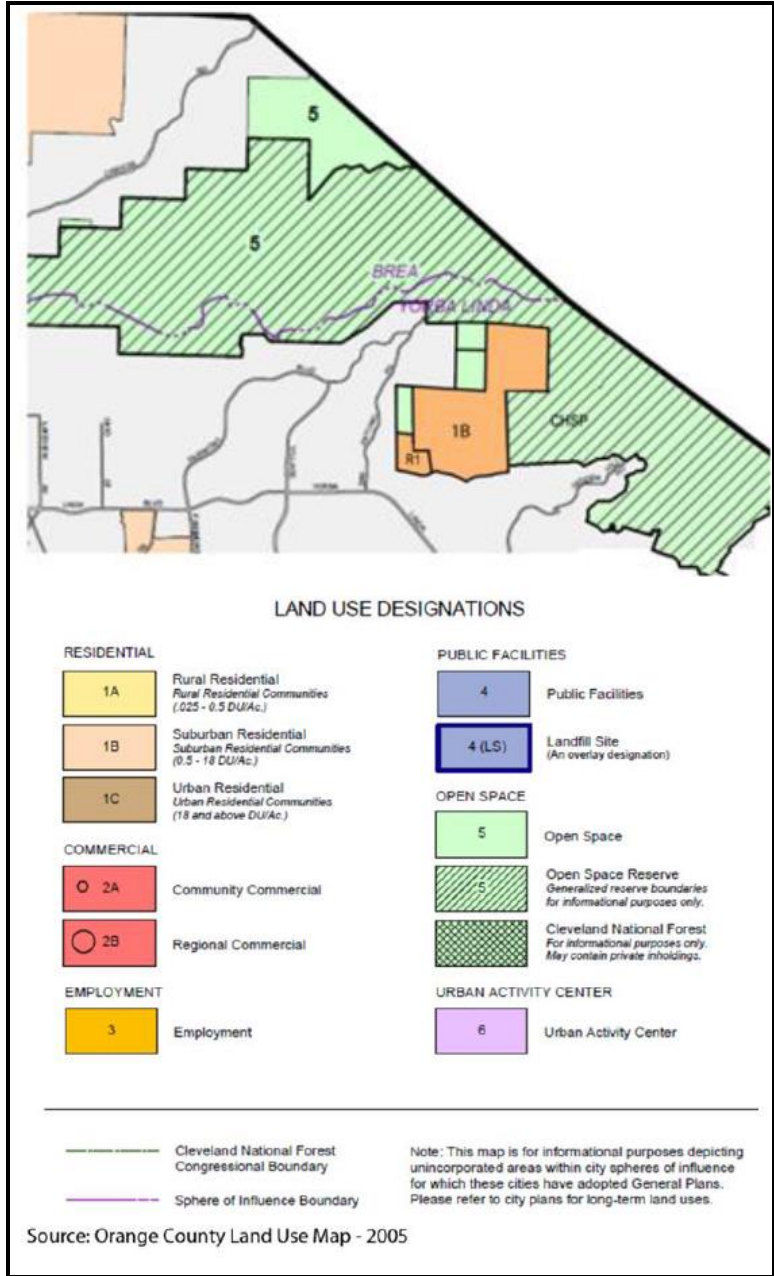 5
5
BREA
YORBA LINDA
CHSP
1B
R1
YORBA
LINDA
BLVD
LINDA
LAND USE DESIGNATIONS
RESIDENTIAL
1A
Rural Residential
Rural Residential Communities
(.025 - 0.5 DU/Ac.)
1B
Suburban Residential
Suburban Residential Communities
(0.5 - 18 DU/Ac.)
1C
Urban Residential
Urban Residential Communities
(18 and above DU/Ac.)
COMMERCIAL
2A
Community Commercial
2B
Regional Commercial
EMPLOYMENT
3
Employment
PUBLIC FACILITIES
4
Public Facilities
4 (LS)
Landfill Site
(An overlay designation)
OPEN SPACE
5
Open Space
5
Open Space Reserve
Generalized reserve boundaries
for informational purposes only.
Cleveland National Forest
For informational purposes only.
May contain private inholdings.
URBAN ACTIVITY CENTER
6
Urban Activity Center
Cleveland National Forest
Congressional Boundary
Sphere of Influence Boundary
Note: This map is for informational purposes depicting
unincorporated areas within city spheres of influence
for which these cities have adopted General Plans.
Please refer to city plans for long-term land uses.
Source: Orange County Land Use Map - 2005